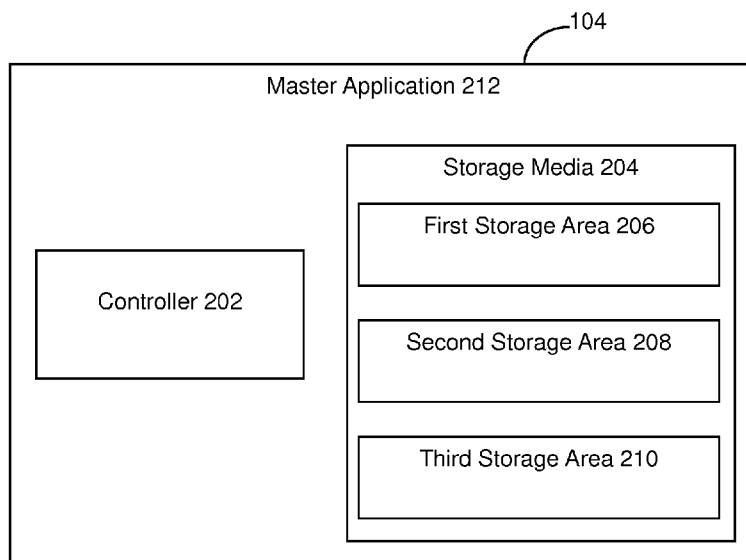 104
Master Application 212
Storage Media 204
First Storage Area 206
Controller 202
Second Storage Area 208
Third Storage Area 210